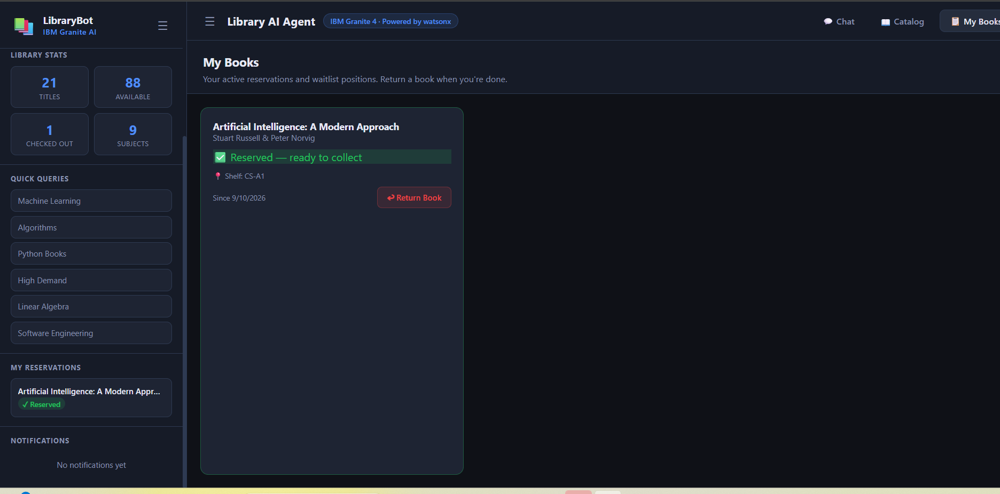 LibraryBot
IBM Granite AI
☰
LIBRARY STATS
21
TITLES
88
AVAILABLE
1
CHECKED OUT
9
SUBJECTS
QUICK QUERIES
Machine Learning
Algorithms
Python Books
High Demand
Linear Algebra
Software Engineering
MY RESERVATIONS
Artificial Intelligence: A Modern Appr...
✓ Reserved
NOTIFICATIONS
No notifications yet
☰ Library AI Agent IBM Granite 4 · Powered by watsonx 💬 Chat 📖 Catalog 📋 My Books
My Books
Your active reservations and waitlist positions. Return a book when you're done.
Artificial Intelligence: A Modern Approach
Stuart Russell & Peter Norvig
✅ Reserved — ready to collect
📍 Shelf: CS-A1
Since 9/10/2026 ↩ Return Book